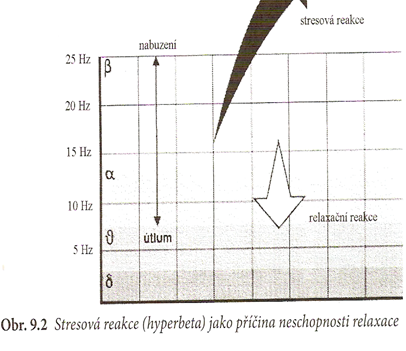 stresová reakce
nabuzení
25 Hz
β
20 Hz
15 Hz
α
10 Hz
relaxační reakce
ϑ
útlum
5 Hz
δ
Obr. 9.2 Stresová reakce (hyperbeta) jako příčina neschopnosti relaxace